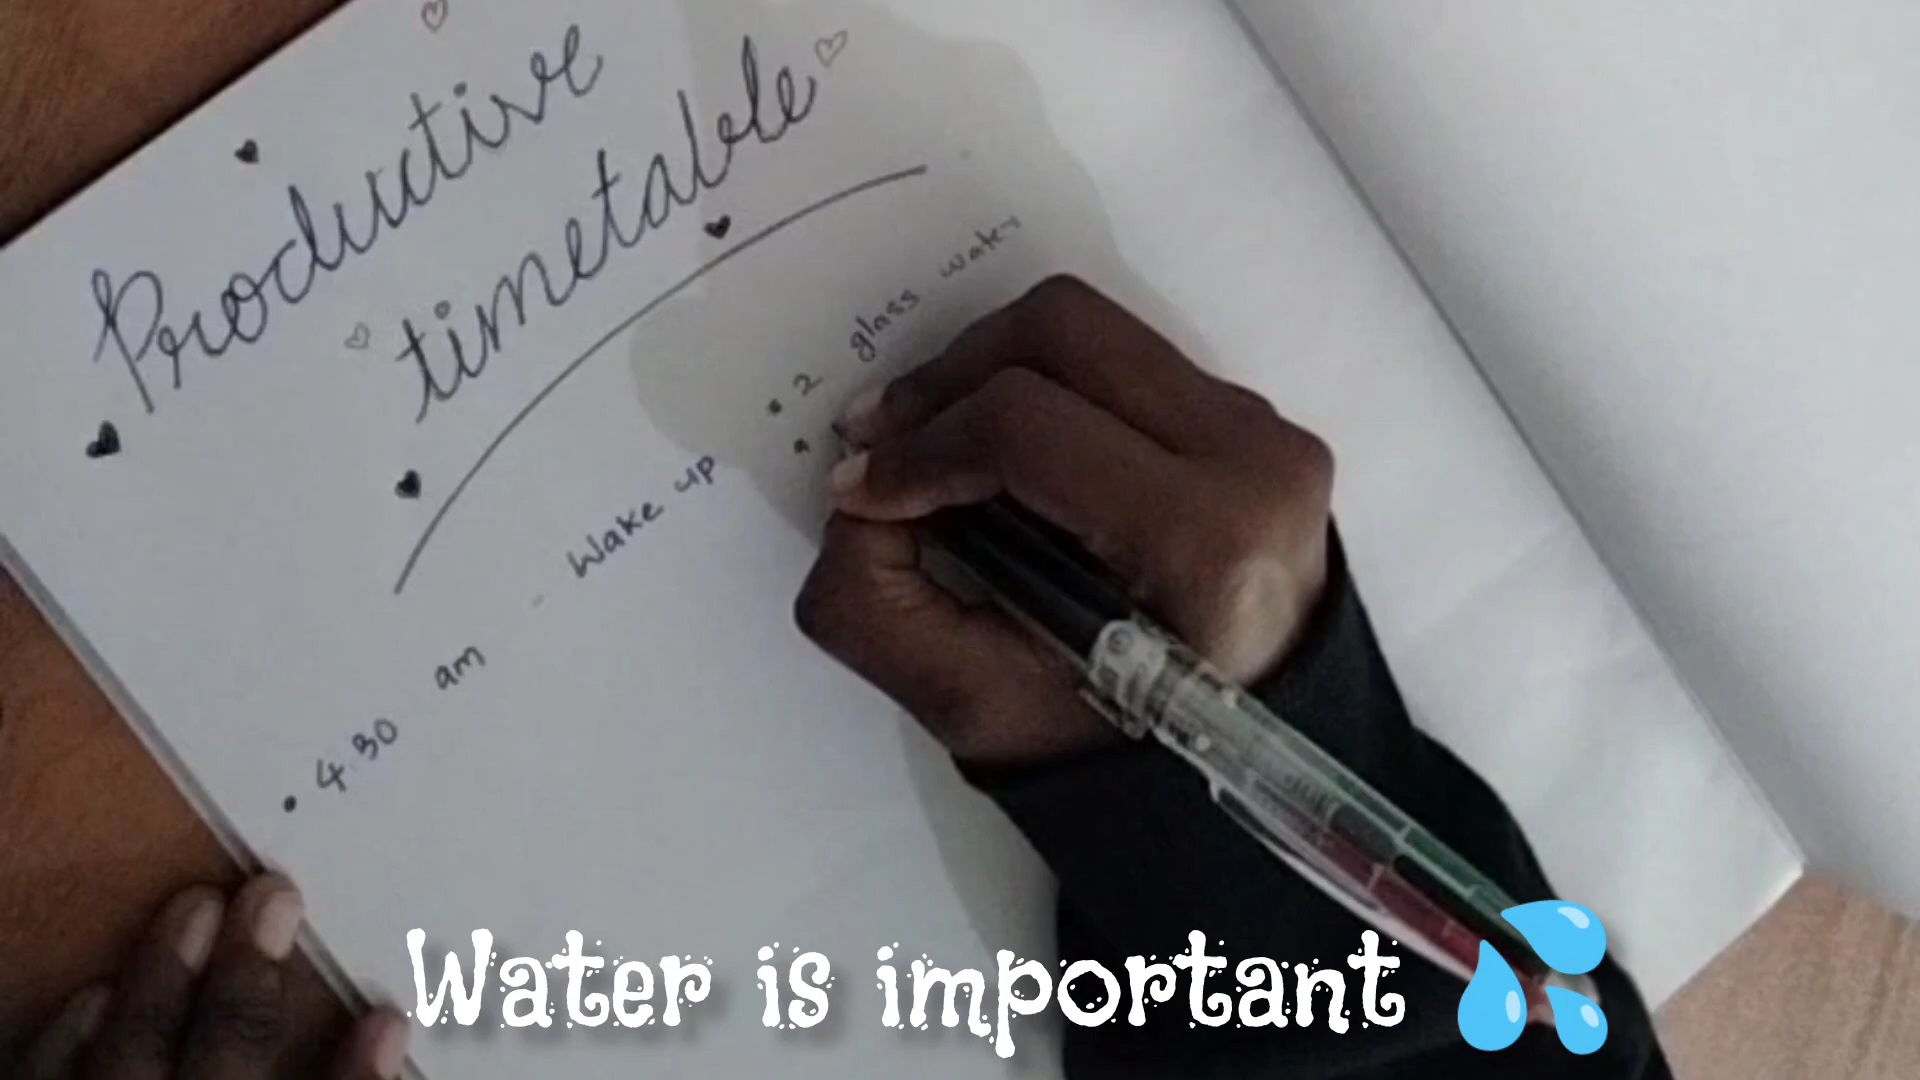 Productive
timetable
• 4.30 am - Wake up
• 2 glass water
•
Water is important 💦